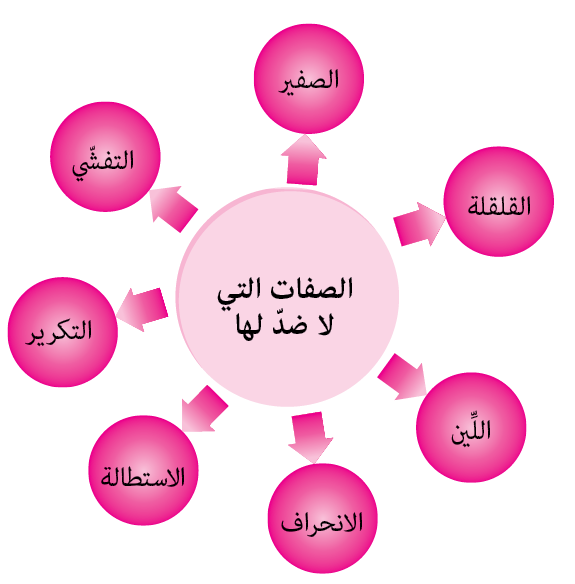 الصفات التي
لا ضدّ لها
الصفير
القلقلة
اللِّين
الانحراف
الاستطالة
التكرير
التفشّي